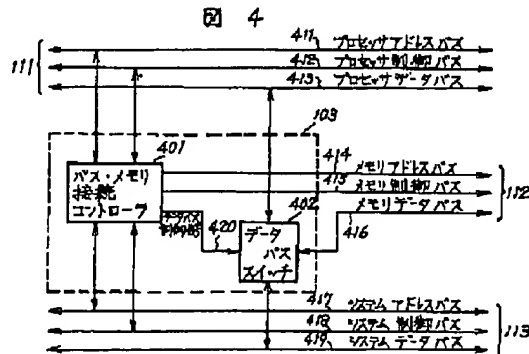 図 4
411 プロセッサアドレスバス
412 プロセッサ制御バス
413 プロセッサデータバス
111
103
401
バス・メモリ
接続
コントローラ
414 メモリアドレスバス
415 メモリ制御バス
メモリデータバス
416
112
402
データ
パス
スイッチ
420
417 システムアドレスバス
418 システム制御バス
419 システムデータバス
113